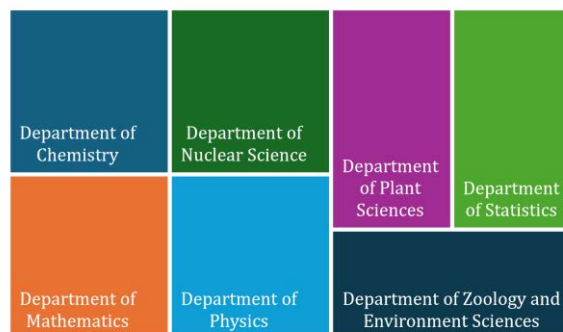 Department of
Chemistry
Department of
Nuclear Science
Department
of Plant
Sciences
Department
of Statistics
Department of
Mathematics
Department of
Physics
Department of Zoology and
Environment Sciences